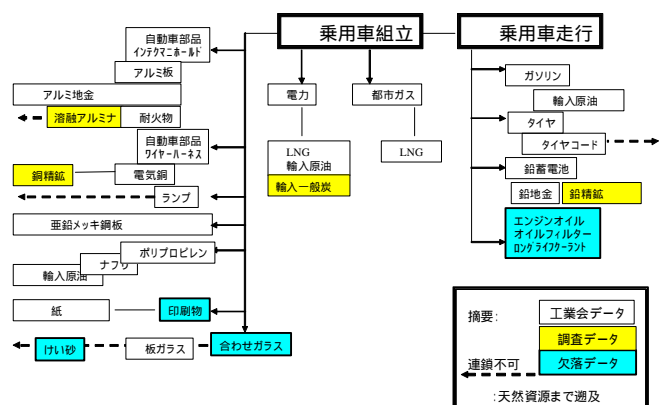 乗用車組立
乗用車走行
自動車部品
インテクマニホールド
アルミ板
アルミ地金
溶融アルミナ
耐火物
自動車部品
ワイヤーハーネス
銅精鉱
電気銅
ランプ
亜鉛メッキ鋼板
ポリプロピレン
ナフサ
輸入原油
紙
印刷物
けい砂
板ガラス
合わせガラス
電力
都市ガス
LNG
輸入原油
輸入一般炭
LNG
ガソリン
輸入原油
タイヤ
タイヤコード
鉛蓄電池
鉛地金
鉛精鉱
エンジンオイル
オイルフィルター
ロングライフクーラント
摘要:
工業会データ
調査データ
連鎖不可
欠落データ
:天然資源まで遡及